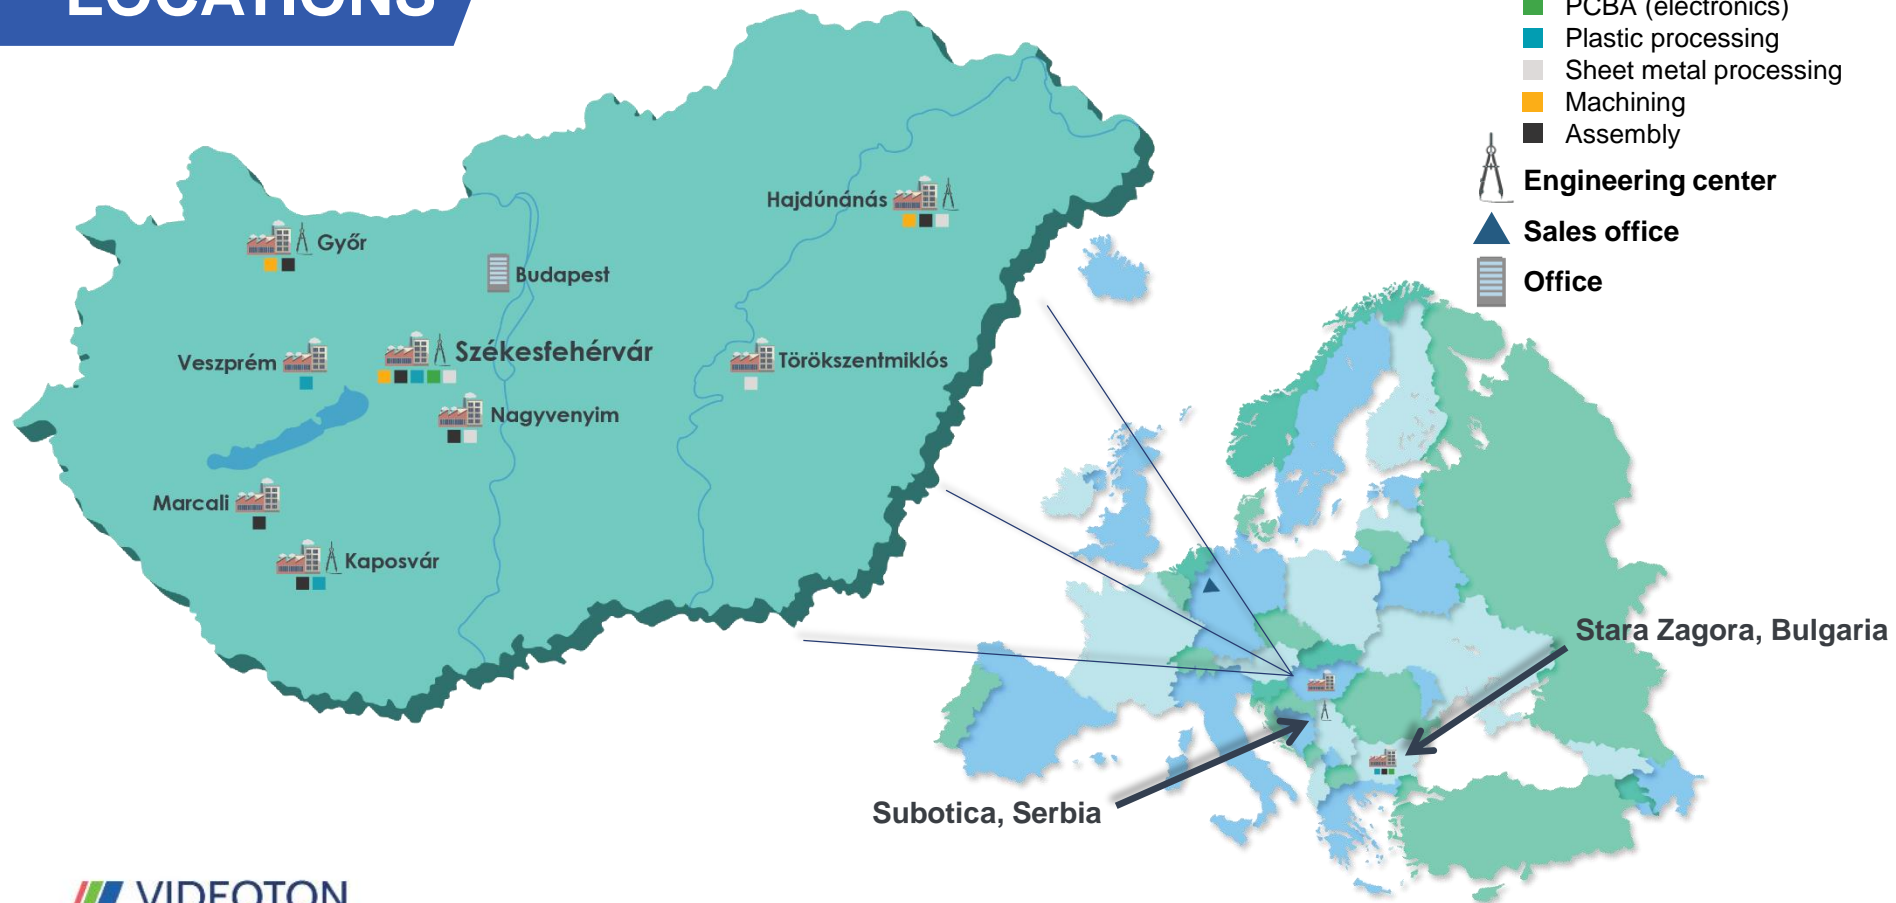 LOCATIONS
PCBA (electronics)
Plastic processing
Sheet metal processing
Machining
Assembly
Engineering center
Sales office
Office
Hajdúnánás
Győr
Budapest
Veszprém
Székesfehérvár
Törökszentmiklós
Nagyvenyim
Marcali
Kaposvár
Stara Zagora, Bulgaria
Subotica, Serbia
VIDEOTON